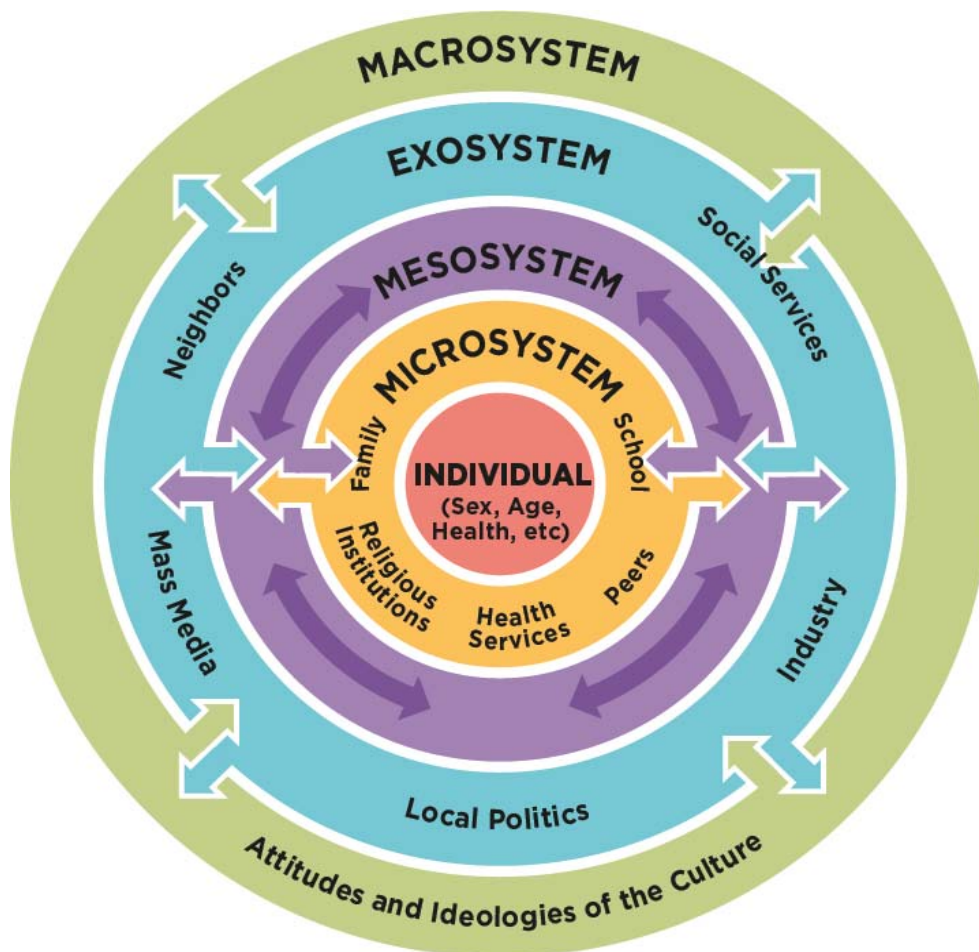 MACROSYSTEM
EXOSYSTEM
Neighbors
Social Services
MESOSYSTEM
MICROSYSTEM
Family
School
INDIVIDUAL
(Sex, Age,
Health, etc)
Religious
Institutions
Health
Services
Peers
Mass Media
Industry
Local Politics
Attitudes and Ideologies of the Culture